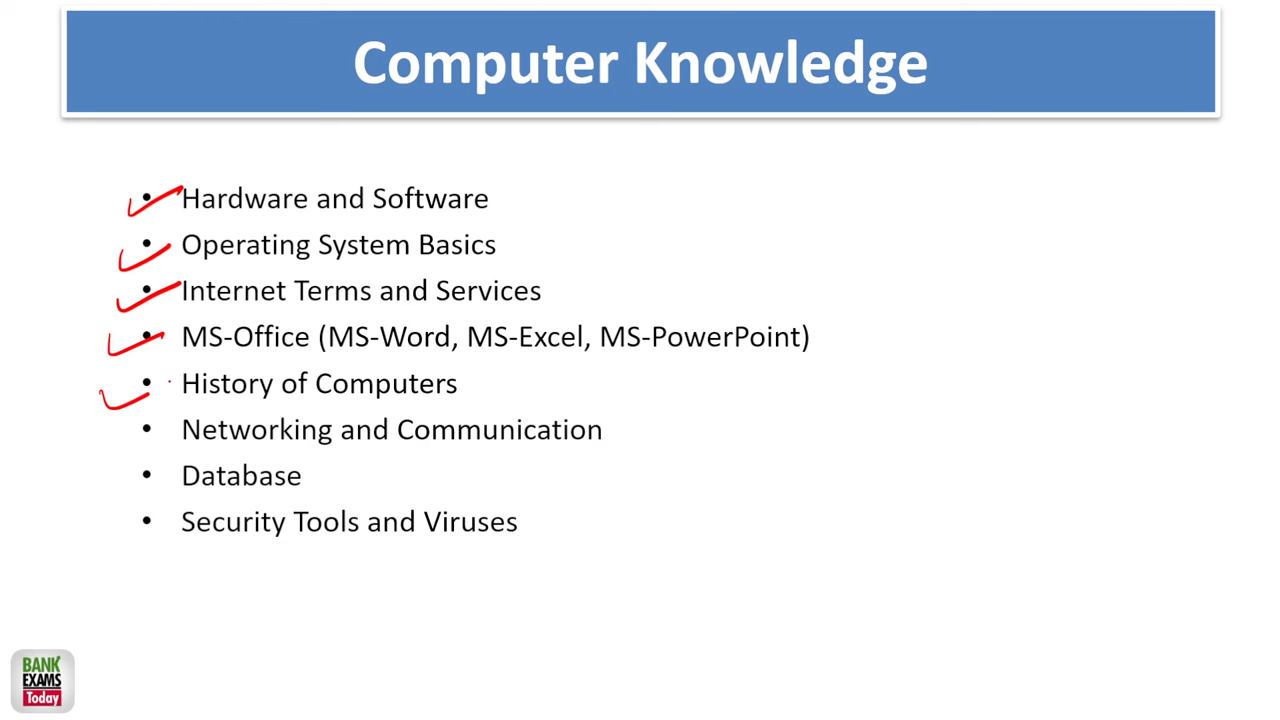 Computer Knowledge
• Hardware and Software
• Operating System Basics
• Internet Terms and Services
• MS-Office (MS-Word, MS-Excel, MS-PowerPoint)
• History of Computers
• Networking and Communication
• Database
• Security Tools and Viruses
BANK
EXAMS
Today